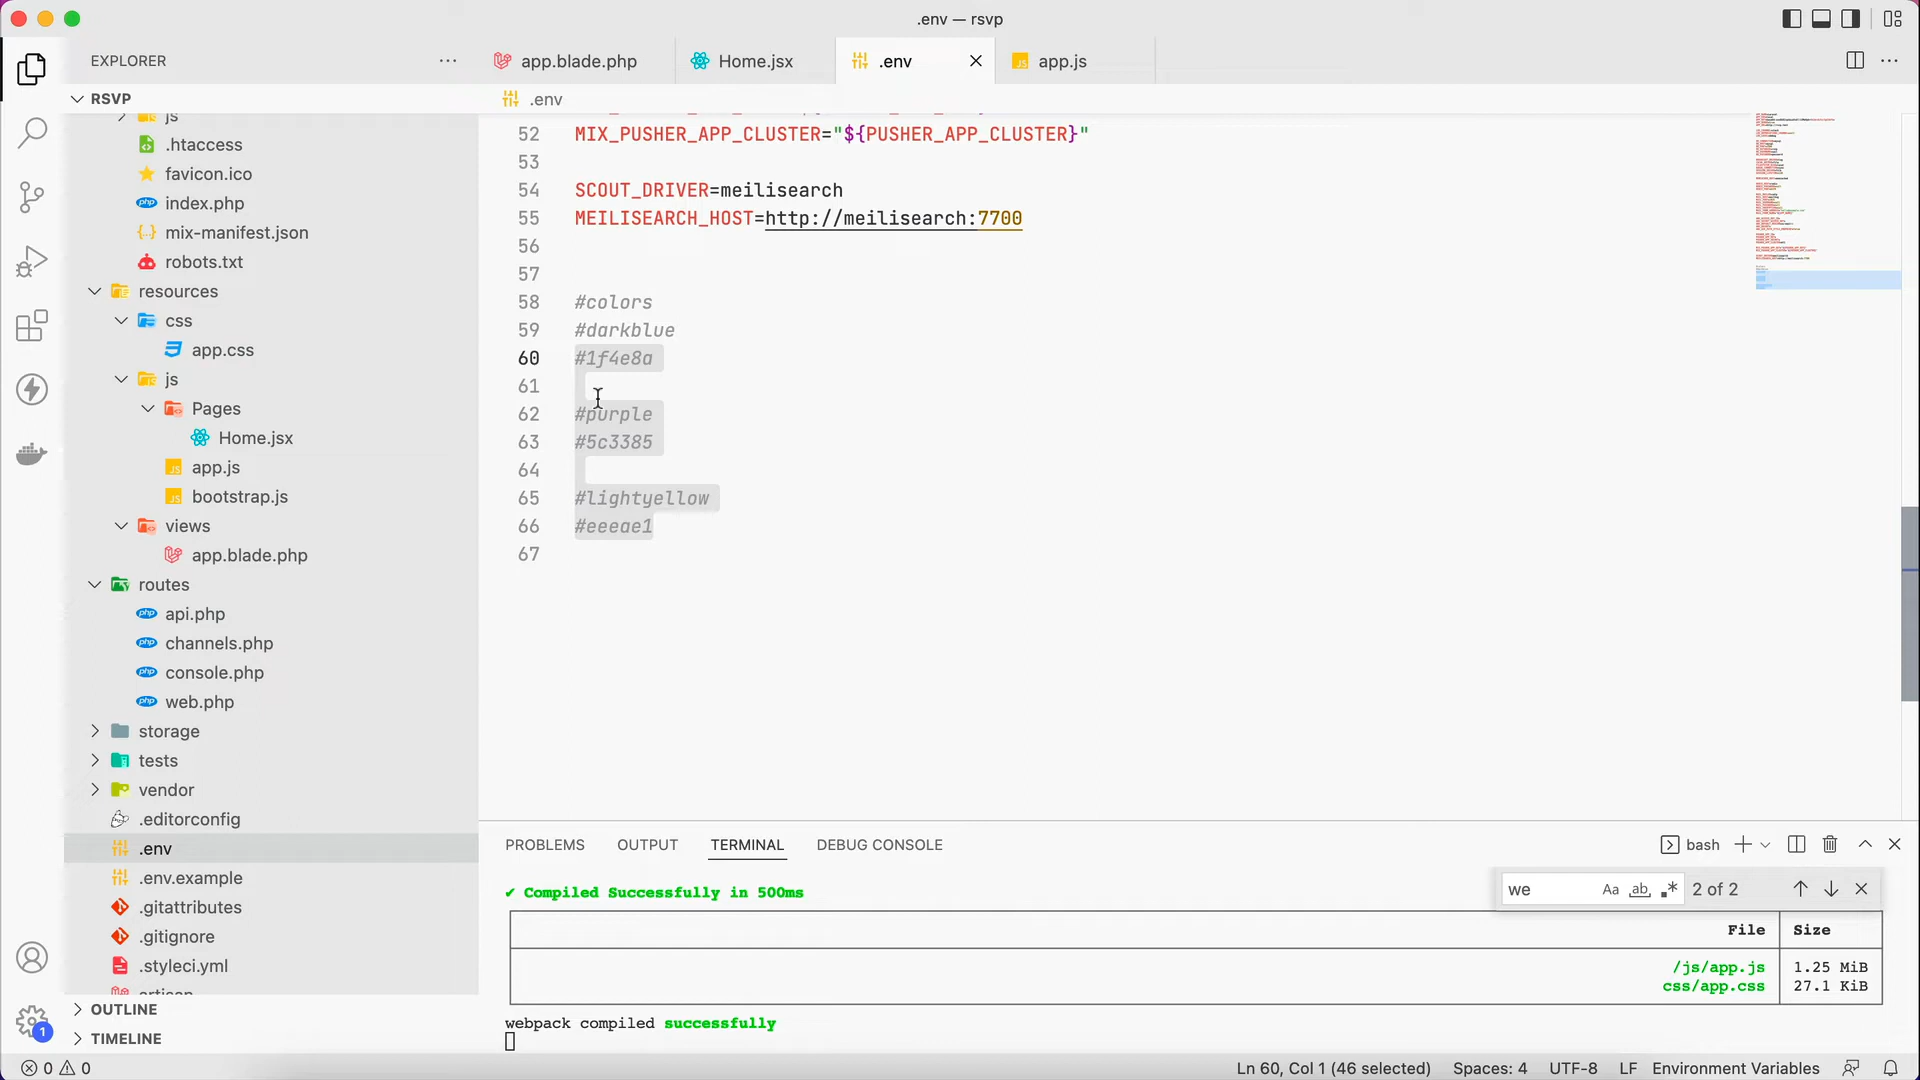 .env — rsvp
EXPLORER
app.blade.php
Home.jsx
.env
app.js
RSVP
.env
js
.htaccess
favicon.ico
index.php
mix-manifest.json
robots.txt
resources
css
app.css
js
Pages
Home.jsx
app.js
bootstrap.js
views
app.blade.php
routes
api.php
channels.php
console.php
web.php
storage
tests
vendor
.editorconfig
.env
.env.example
.gitattributes
.gitignore
.styleci.yml
artisan
OUTLINE
TIMELINE
52 MIX_PUSHER_APP_CLUSTER="${PUSHER_APP_CLUSTER}"
53
54 SCOUT_DRIVER=meilisearch
55 MEILISEARCH_HOST=http://meilisearch:7700
56
57
58 #colors
59 #darkblue
60 #1f4e8a
61
62 #purple
63 #5c3385
64
65 #lightyellow
66 #eeeae1
67
PROBLEMS
OUTPUT
TERMINAL
DEBUG CONSOLE
bash
we
Aa
ab
2 of 2
✔ Compiled Successfully in 500ms
File Size
/js/app.js 1.25 MiB
css/app.css 27.1 KiB
webpack compiled successfully
1
0 0
Ln 60, Col 1 (46 selected)
Spaces: 4
UTF-8
LF
Environment Variables